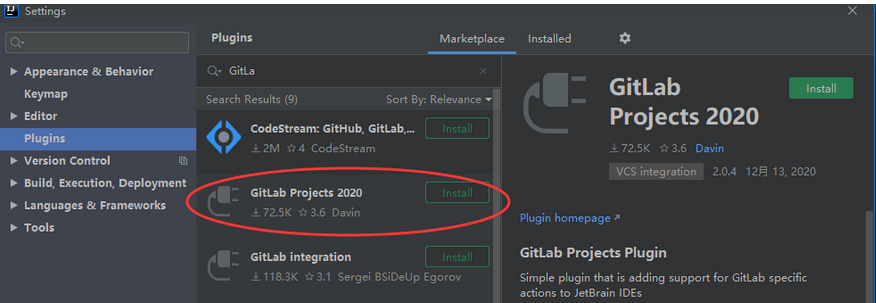 IJ Settings
Plugins
Marketplace
Installed
GitLa
Appearance & Behavior
Keymap
Editor
Plugins
Version Control
Build, Execution, Deployment
Languages & Frameworks
Tools
Search Results (9)
Sort By: Relevance
CodeStream: GitHub, GitLab,...
Install
2M 4 CodeStream
GitLab Projects 2020
Install
72.5K 3.6 Davin
GitLab integration
Install
118.3K 3.1 Sergei BSiDeUp Egorov
GitLab
Projects 2020
Install
72.5K 3.6 Davin
VCS integration 2.0.4 12月 13, 2020
Plugin homepage
GitLab Projects Plugin
Simple plugin that is adding support for GitLab specific
actions to JetBrain IDEs